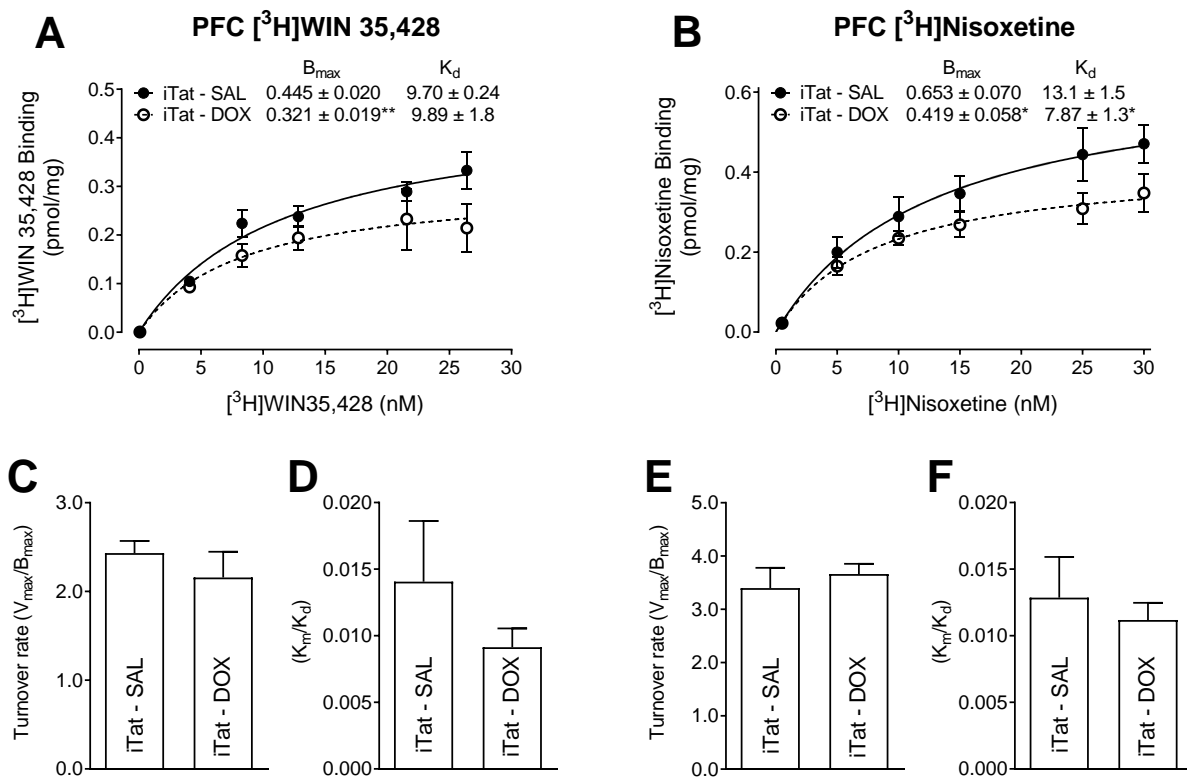 A
PFC [³H]WIN 35,428
Bmax Kd
iTat - SAL 0.445 ± 0.020 9.70 ± 0.24
iTat - DOX 0.321 ± 0.019** 9.89 ± 1.8
[³H]WIN 35,428 Binding
(pmol/mg)
0.5
0.4
0.3
0.2
0.1
0.0
0 5 10 15 20 25 30
[³H]WIN35,428 (nM)
B
PFC [³H]Nisoxetine
Bmax Kd
iTat - SAL 0.653 ± 0.070 13.1 ± 1.5
iTat - DOX 0.419 ± 0.058* 7.87 ± 1.3*
[³H]Nisoxetine Binding
(pmol/mg)
0.6
0.4
0.2
0.0
0 5 10 15 20 25 30
[³H]Nisoxetine (nM)
C
Turnover rate (Vmax/Bmax)
3.0
2.0
1.0
0.0
iTat - SAL
iTat - DOX
D
(Km/Kd)
0.020
0.015
0.010
0.005
0.000
iTat - SAL
iTat - DOX
E
Turnover rate (Vmax/Bmax)
5.0
4.0
3.0
2.0
1.0
0.0
iTat - SAL
iTat - DOX
F
(Km/Kd)
0.020
0.015
0.010
0.005
0.000
iTat - SAL
iTat - DOX